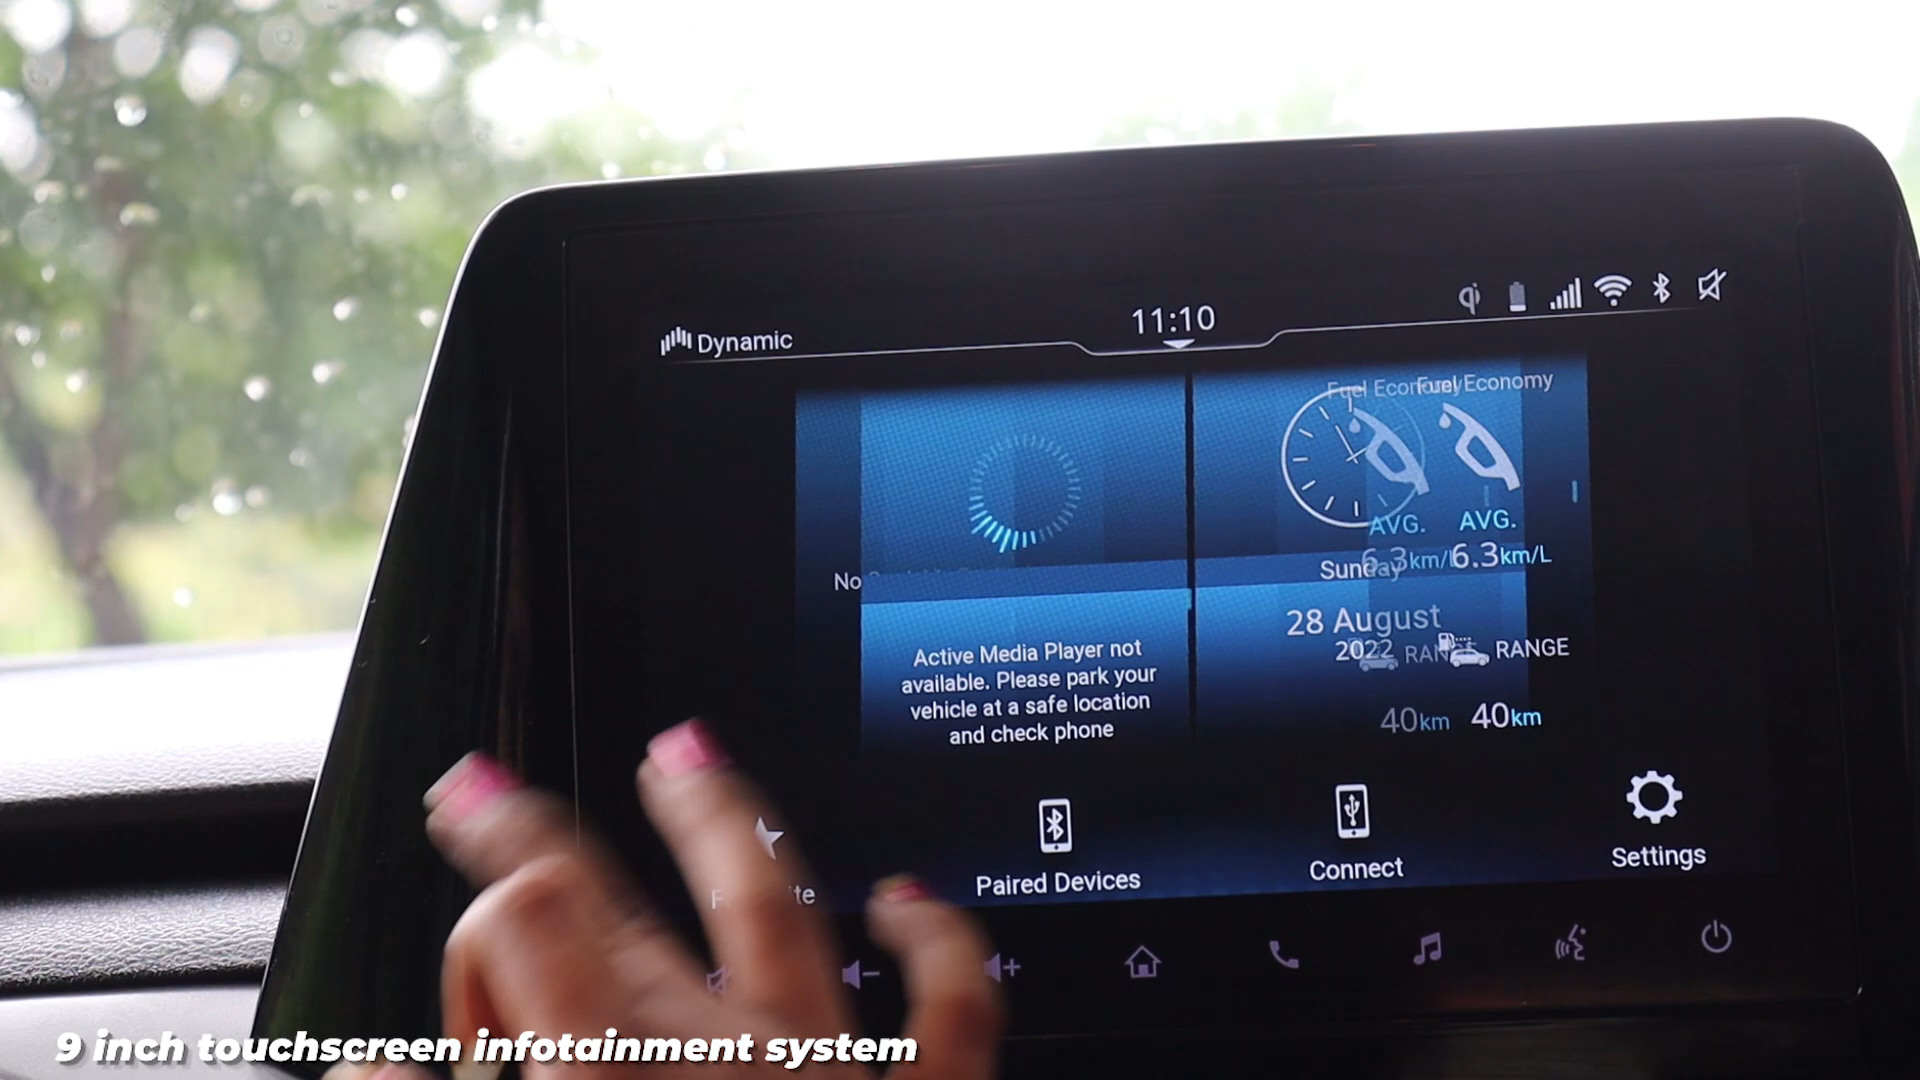 Dynamic
11:10
Fuel Economy
Fuel Economy
AVG.
AVG.
6.3km/L
6.3km/L
No
Sunday
28 August
2022
RANGE
RANGE
40km
40km
Active Media Player not
available. Please park your
vehicle at a safe location
and check phone
Paired Devices
Connect
Settings
9 inch touchscreen infotainment system